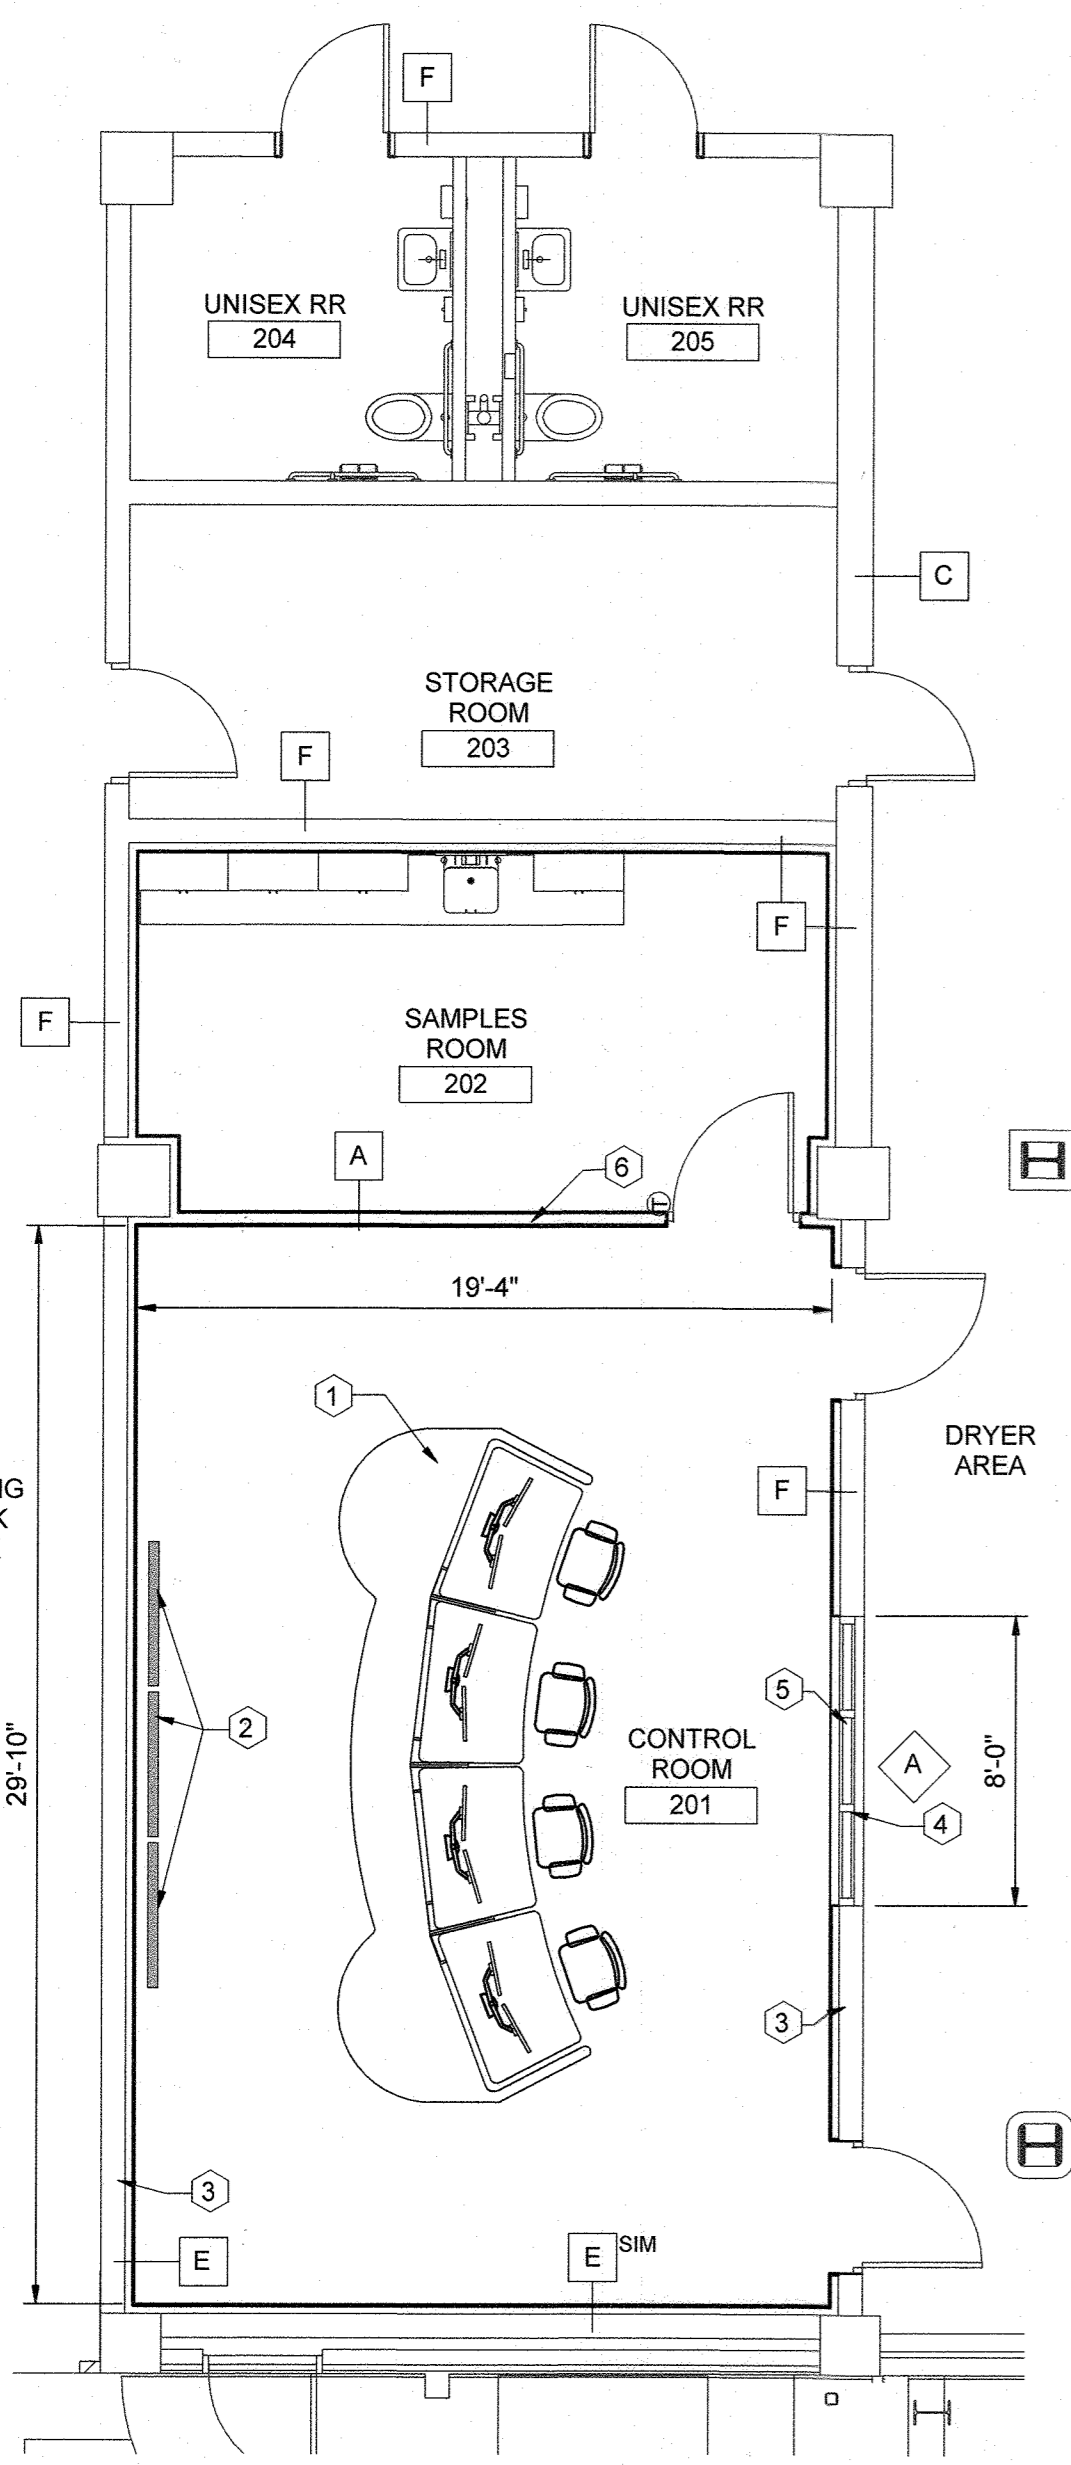 F
UNISEX RR
204
UNISEX RR
205
C
STORAGE
ROOM
203
F
F
F
SAMPLES
ROOM
202
A
6
T
19'-4"
1
DRYER
AREA
F
NG
K
29'-10"
2
5
CONTROL
ROOM
201
A
8'-0"
4
3
3
E
E SIM